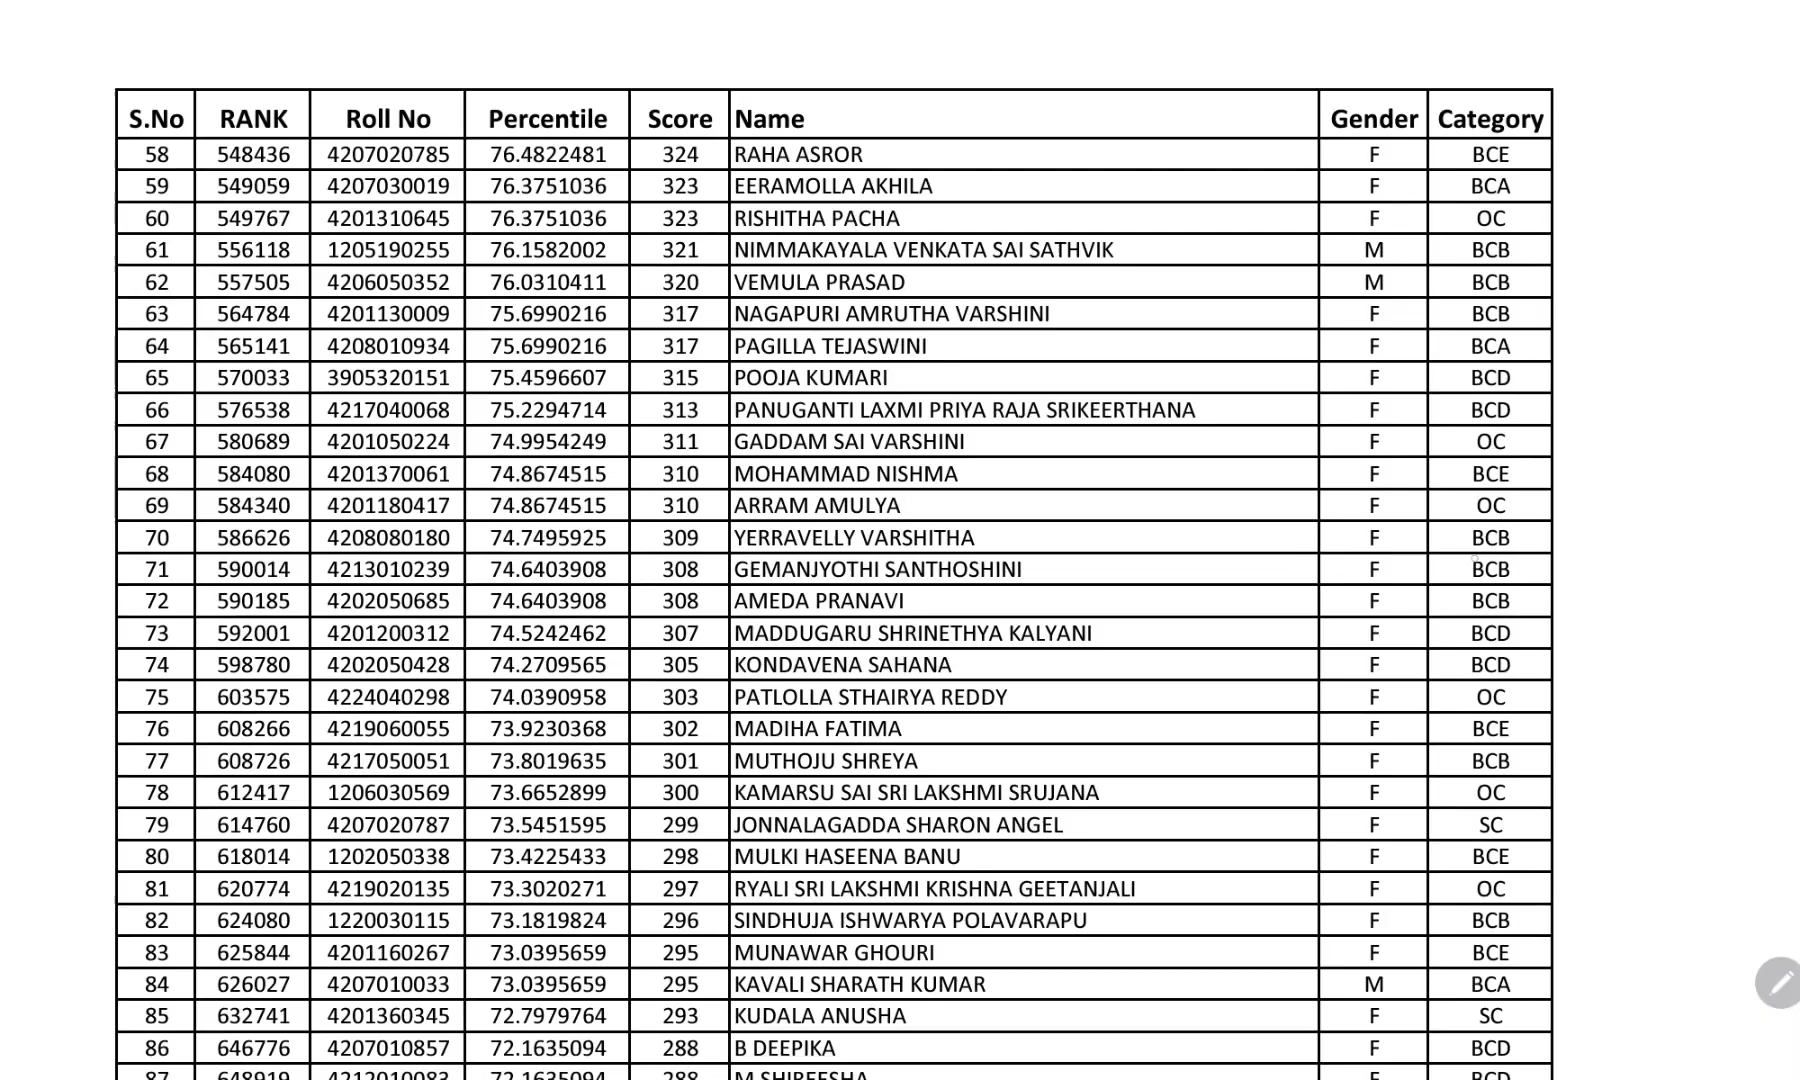 S.No RANK Roll No Percentile Score Name Gender Category
58 548436 4207020785 76.4822481 324 RAHA ASROR F BCE
59 549059 4207030019 76.3751036 323 EERAMOLLA AKHILA F BCA
60 549767 4201310645 76.3751036 323 RISHITHA PACHA F OC
61 556118 1205190255 76.1582002 321 NIMMAKAYALA VENKATA SAI SATHVIK M BCB
62 557505 4206050352 76.0310411 320 VEMULA PRASAD M BCB
63 564784 4201130009 75.6990216 317 NAGAPURI AMRUTHA VARSHINI F BCB
64 565141 4208010934 75.6990216 317 PAGILLA TEJASWINI F BCA
65 570033 3905320151 75.4596607 315 POOJA KUMARI F BCD
66 576538 4217040068 75.2294714 313 PANUGANTI LAXMI PRIYA RAJA SRIKEERTHANA F BCD
67 580689 4201050224 74.9954249 311 GADDAM SAI VARSHINI F OC
68 584080 4201370061 74.8674515 310 MOHAMMAD NISHMA F BCE
69 584340 4201180417 74.8674515 310 ARRAM AMULYA F OC
70 586626 4208080180 74.7495925 309 YERRAVELLY VARSHITHA F BCB
71 590014 4213010239 74.6403908 308 GEMANJYOTHI SANTHOSHINI F BCB
72 590185 4202050685 74.6403908 308 AMEDA PRANAVI F BCB
73 592001 4201200312 74.5242462 307 MADDUGARU SHRINETHYA KALYANI F BCD
74 598780 4202050428 74.2709565 305 KONDAVENA SAHANA F BCD
75 603575 4224040298 74.0390958 303 PATLOLLA STHAIRYA REDDY F OC
76 608266 4219060055 73.9230368 302 MADIHA FATIMA F BCE
77 608726 4217050051 73.8019635 301 MUTHOJU SHREYA F BCB
78 612417 1206030569 73.6652899 300 KAMARSU SAI SRI LAKSHMI SRUJANA F OC
79 614760 4207020787 73.5451595 299 JONNALAGADDA SHARON ANGEL F SC
80 618014 1202050338 73.4225433 298 MULKI HASEENA BANU F BCE
81 620774 4219020135 73.3020271 297 RYALI SRI LAKSHMI KRISHNA GEETANJALI F OC
82 624080 1220030115 73.1819824 296 SINDHUJA ISHWARYA POLAVARAPU F BCB
83 625844 4201160267 73.0395659 295 MUNAWAR GHOURI F BCE
84 626027 4207010033 73.0395659 295 KAVALI SHARATH KUMAR M BCA
85 632741 4201360345 72.7979764 293 KUDALA ANUSHA F SC
86 646776 4207010857 72.1635094 288 B DEEPIKA F BCD
87 648919 4212010083 72.1635094 288 M SHIREESHA F BCD